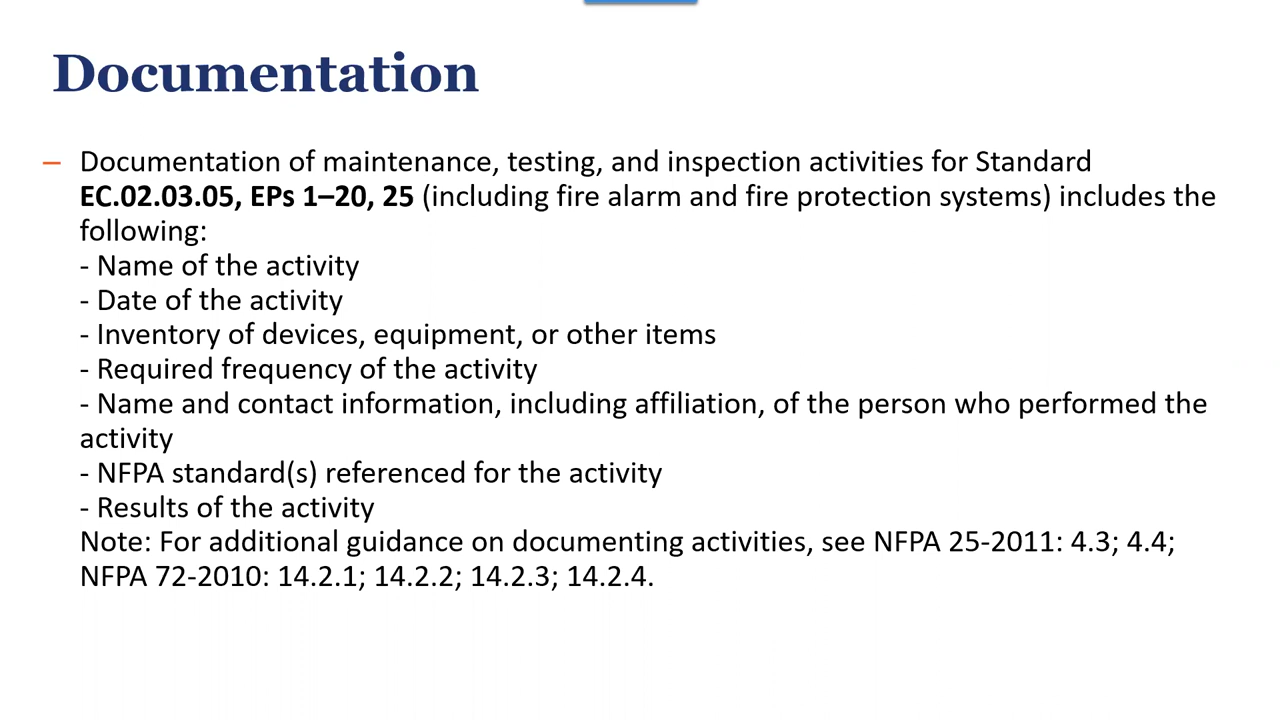 Documentation
– Documentation of maintenance, testing, and inspection activities for Standard
EC.02.03.05, EPs 1–20, 25 (including fire alarm and fire protection systems) includes the
following:
- Name of the activity
- Date of the activity
- Inventory of devices, equipment, or other items
- Required frequency of the activity
- Name and contact information, including affiliation, of the person who performed the
activity
- NFPA standard(s) referenced for the activity
- Results of the activity
Note: For additional guidance on documenting activities, see NFPA 25-2011: 4.3; 4.4;
NFPA 72-2010: 14.2.1; 14.2.2; 14.2.3; 14.2.4.